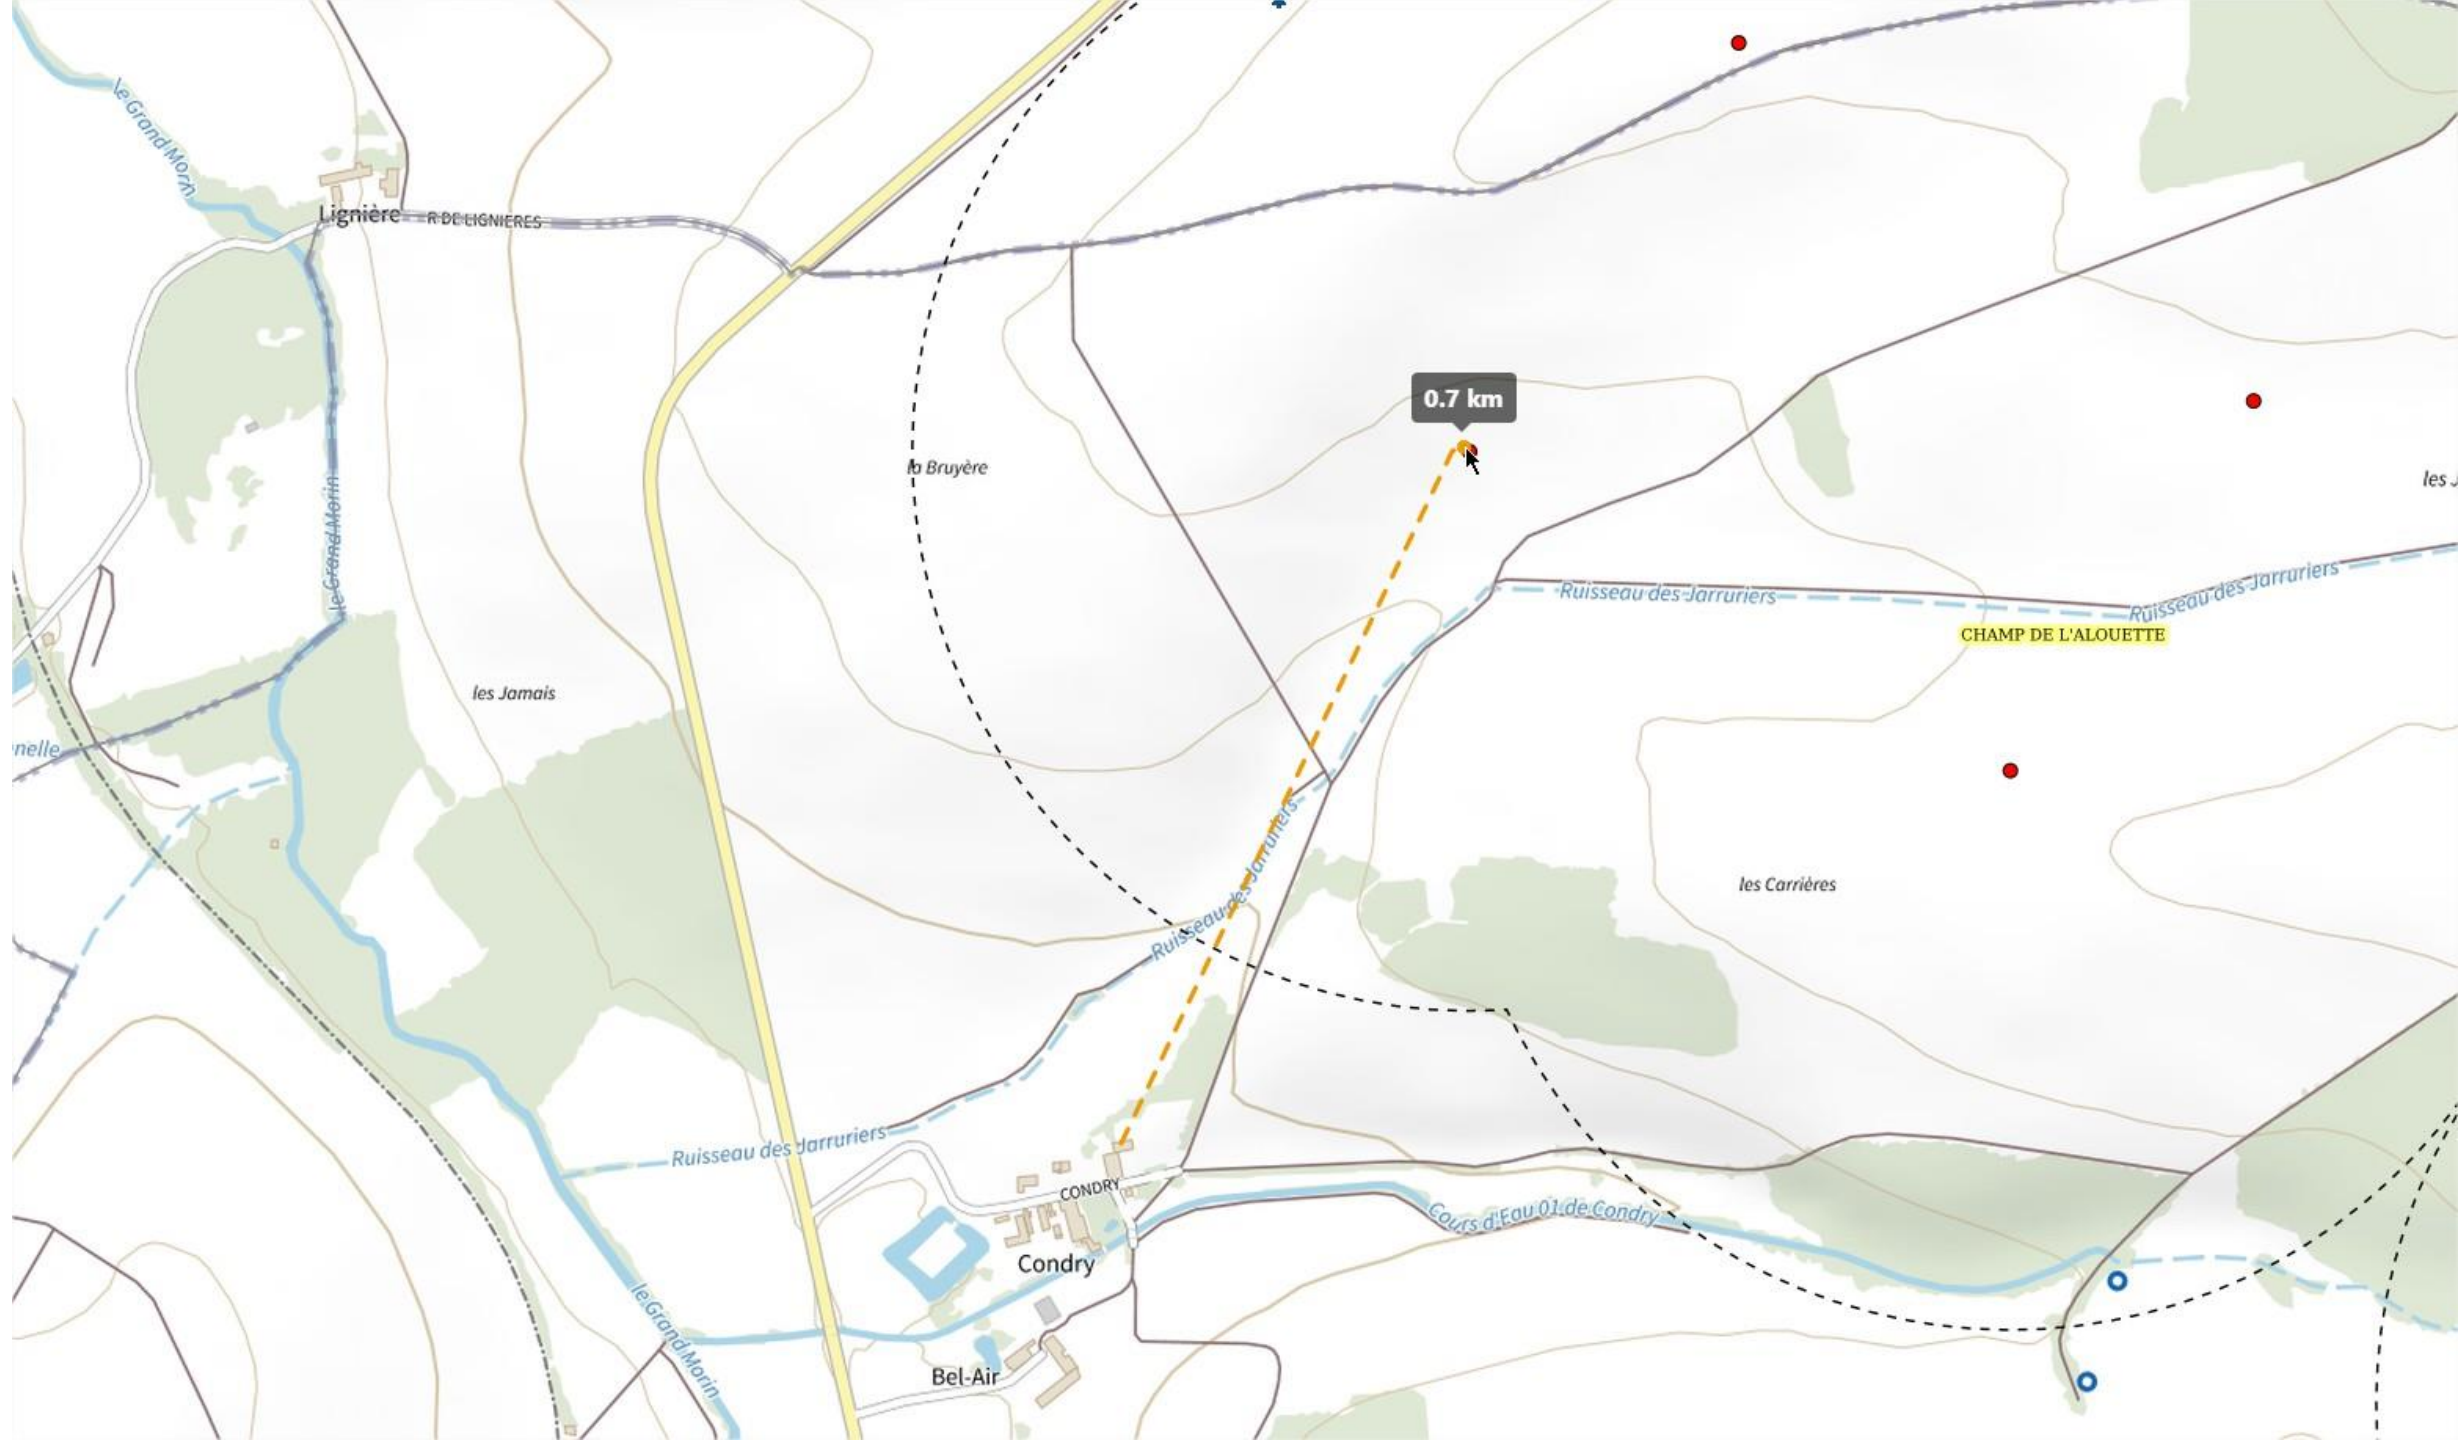 le Grand Morin
Lignière
R DE LIGNIERES
0.7 km
la Bruyère
les J
le Grand Morin
Ruisseau des Jarruriers
Ruisseau des Jarruriers
CHAMP DE L'ALOUETTE
les Jamais
nelle
Ruisseau des Jarruriers
les Carrières
Ruisseau des Jarruriers
CONDRY
Cours d'Eau 01 de Condry
Condry
le Grand Morin
Bel-Air